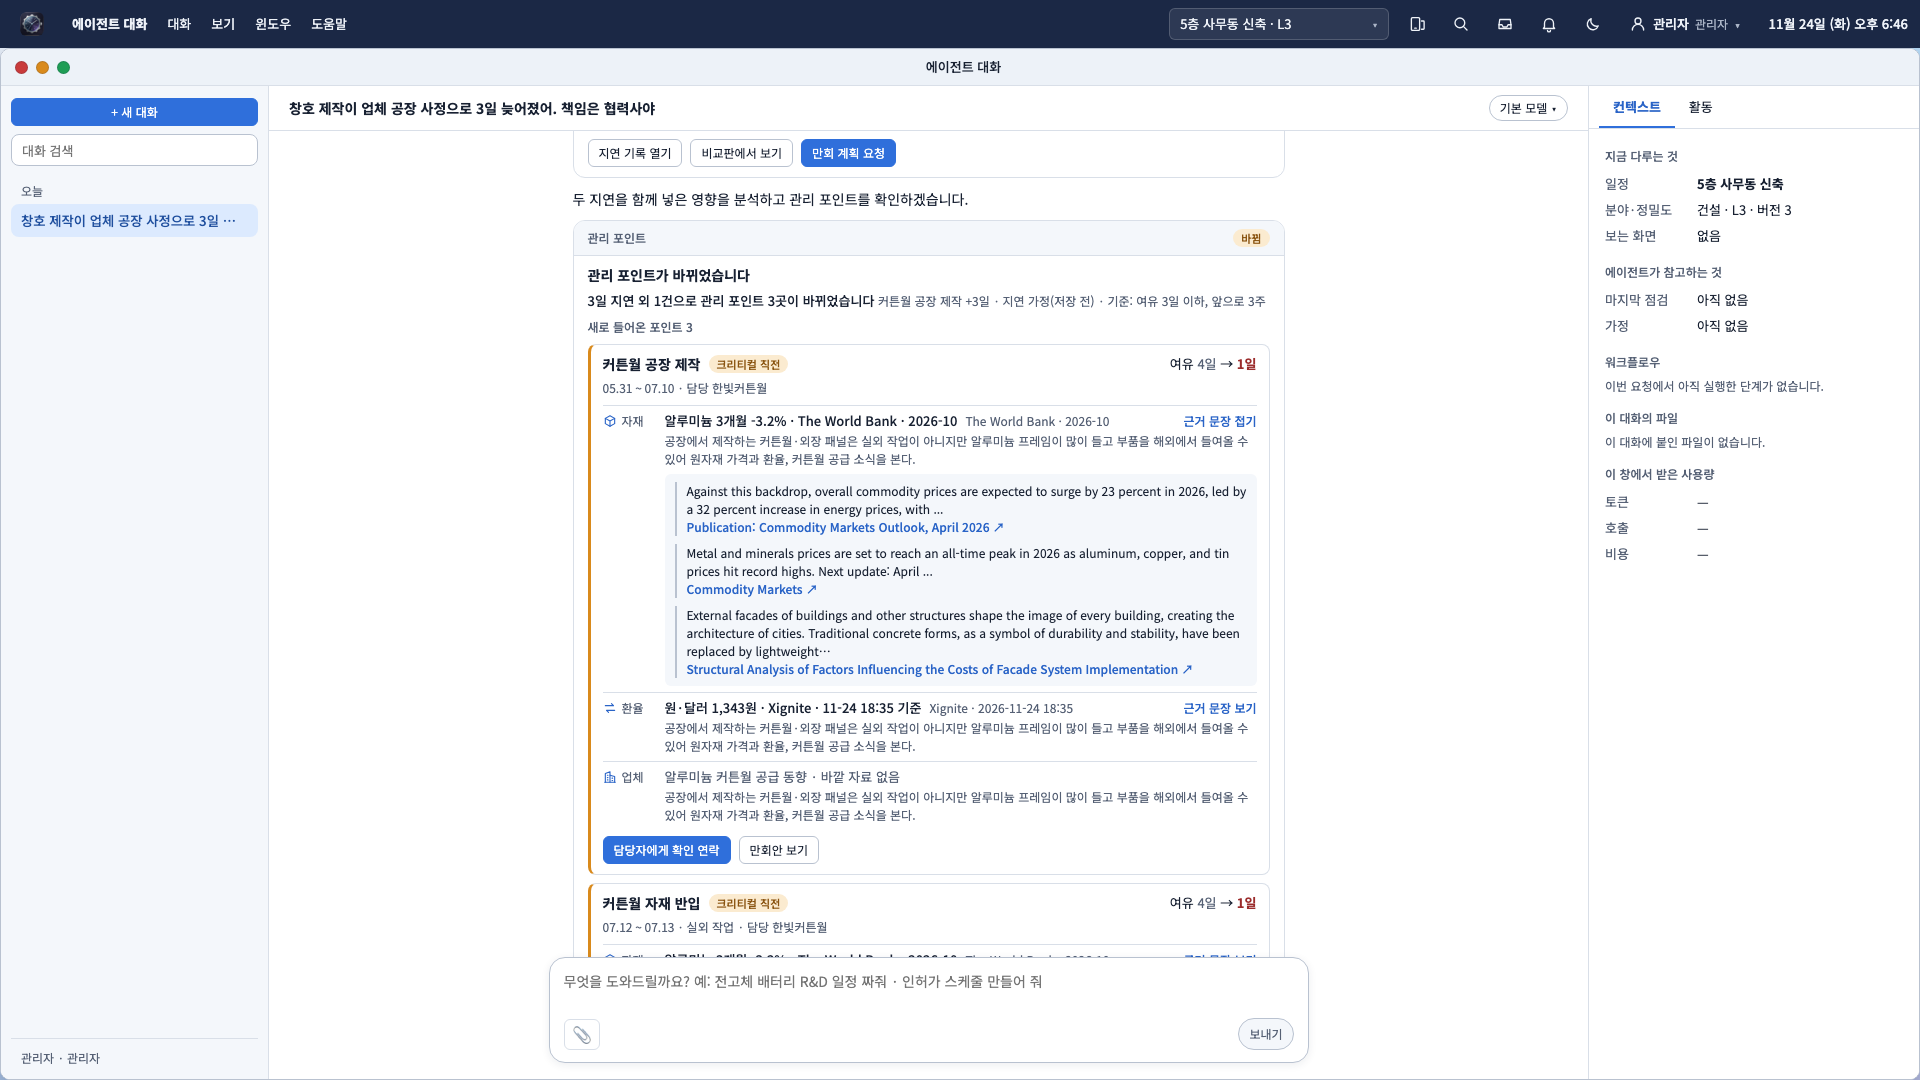 에이전트 대화 대화 보기 윈도우 도움말
5층 사무동 신축 · L3
관리자 관리자
11월 24일 (화) 오후 6:46
에이전트 대화
+ 새 대화
대화 검색
오늘
창호 제작이 업체 공장 사정으로 3일 …
관리자 · 관리자
창호 제작이 업체 공장 사정으로 3일 늦어졌어. 책임은 협력사야
기본 모델
지연 기록 열기 비교판에서 보기 만회 계획 요청
두 지연을 함께 넣은 영향을 분석하고 관리 포인트를 확인하겠습니다.
관리 포인트 바뀜
관리 포인트가 바뀌었습니다
3일 지연 외 1건으로 관리 포인트 3곳이 바뀌었습니다 커튼월 공장 제작 +3일 · 지연 가정(저장 전) · 기준: 여유 3일 이하, 앞으로 3주
새로 들어온 포인트 3
커튼월 공장 제작 크리티컬 직전 여유 4일 → 1일
05.31 ~ 07.10 · 담당 한빛커튼월
자재 알루미늄 3개월 -3.2% · The World Bank · 2026-10 The World Bank · 2026-10 근거 문장 접기
공장에서 제작하는 커튼월·외장 패널은 실외 작업이 아니지만 알루미늄 프레임이 많이 들고 부품을 해외에서 들여올 수
있어 원자재 가격과 환율, 커튼월 공급 소식을 본다.
Against this backdrop, overall commodity prices are expected to surge by 23 percent in 2026, led by
a 32 percent increase in energy prices, with ...
Publication: Commodity Markets Outlook, April 2026 ↗
Metal and minerals prices are set to reach an all-time peak in 2026 as aluminum, copper, and tin
prices hit record highs. Next update: April ...
Commodity Markets ↗
External facades of buildings and other structures shape the image of every building, creating the
architecture of cities. Traditional concrete forms, as a symbol of durability and stability, have been
replaced by lightweight…
Structural Analysis of Factors Influencing the Costs of Facade System Implementation ↗
환율 원·달러 1,343원 · Xignite · 11-24 18:35 기준 Xignite · 2026-11-24 18:35 근거 문장 보기
공장에서 제작하는 커튼월·외장 패널은 실외 작업이 아니지만 알루미늄 프레임이 많이 들고 부품을 해외에서 들여올 수
있어 원자재 가격과 환율, 커튼월 공급 소식을 본다.
업체 알루미늄 커튼월 공급 동향 · 바깥 자료 없음
공장에서 제작하는 커튼월·외장 패널은 실외 작업이 아니지만 알루미늄 프레임이 많이 들고 부품을 해외에서 들여올 수
있어 원자재 가격과 환율, 커튼월 공급 소식을 본다.
담당자에게 확인 연락 만회안 보기
커튼월 자재 반입 크리티컬 직전 여유 4일 → 1일
07.12 ~ 07.13 · 실외 작업 · 담당 한빛커튼월
무엇을 도와드릴까요? 예: 전고체 배터리 R&D 일정 짜줘 · 인허가 스케줄 만들어 줘
보내기
컨텍스트 활동
지금 다루는 것
일정 5층 사무동 신축
분야·정밀도 건설 · L3 · 버전 3
보는 화면 없음
에이전트가 참고하는 것
마지막 점검 아직 없음
가정 아직 없음
워크플로우
이번 요청에서 아직 실행한 단계가 없습니다.
이 대화의 파일
이 대화에 붙인 파일이 없습니다.
이 창에서 받은 사용량
토큰 —
호출 —
비용 —